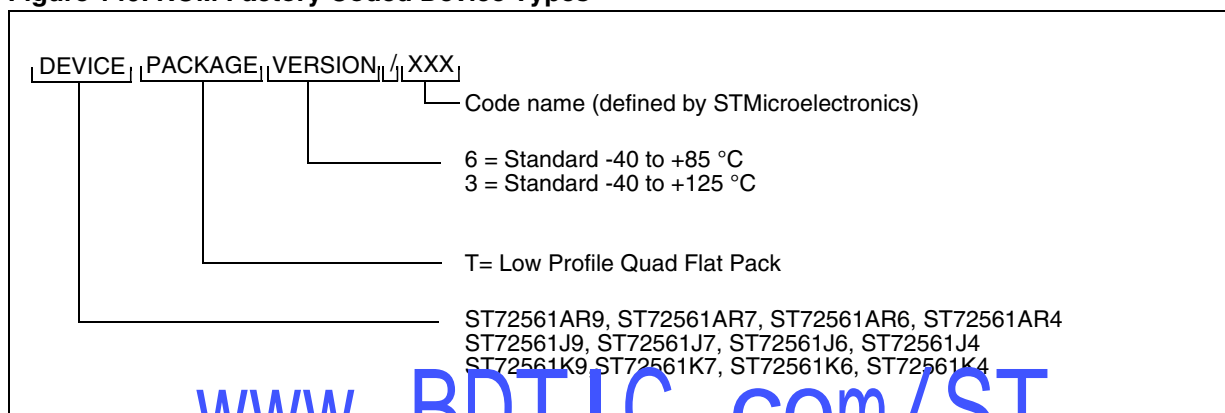 DEVICE PACKAGE VERSION / XXX
Code name (defined by STMicroelectronics)
6 = Standard -40 to +85 °C
3 = Standard -40 to +125 °C
T= Low Profile Quad Flat Pack
ST72561AR9, ST72561AR7, ST72561AR6, ST72561AR4
ST72561J9, ST72561J7, ST72561J6, ST72561J4
ST72561K9,ST72561K7, ST72561K6, ST72561K4
www.BDTIC.com/ST